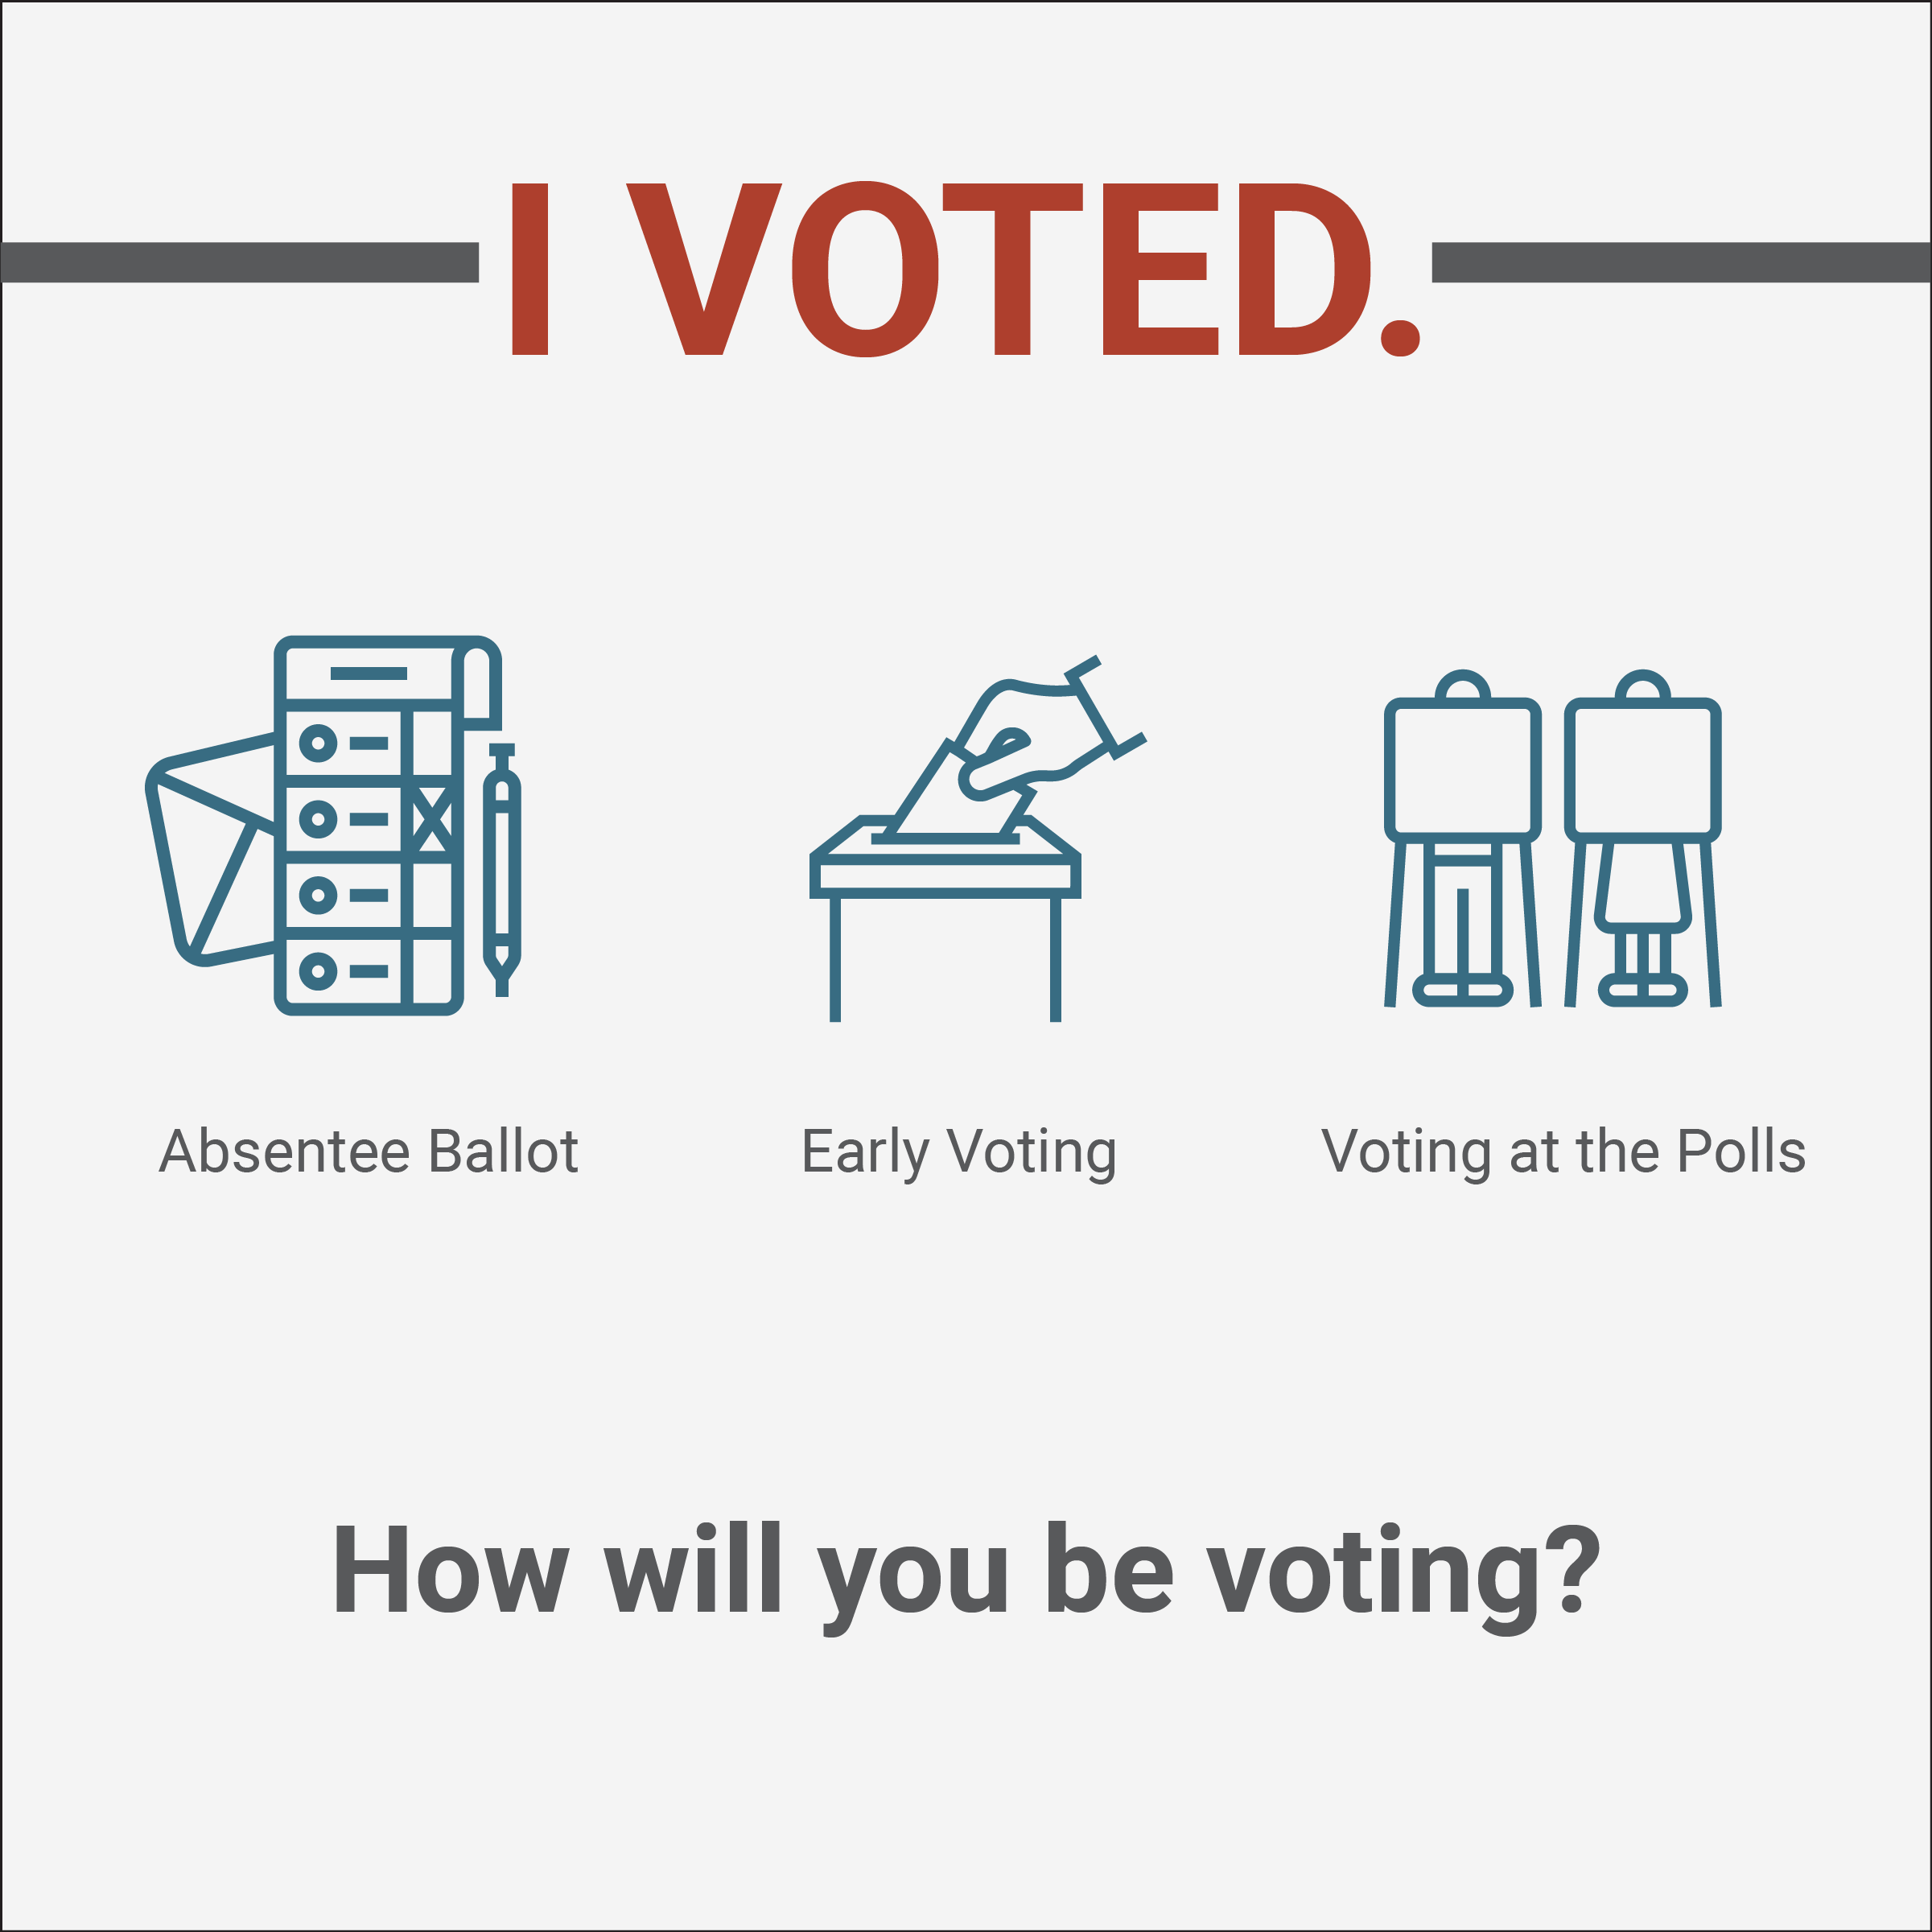 I VOTED.
Absentee Ballot
Early Voting
Voting at the Polls
How will you be voting?